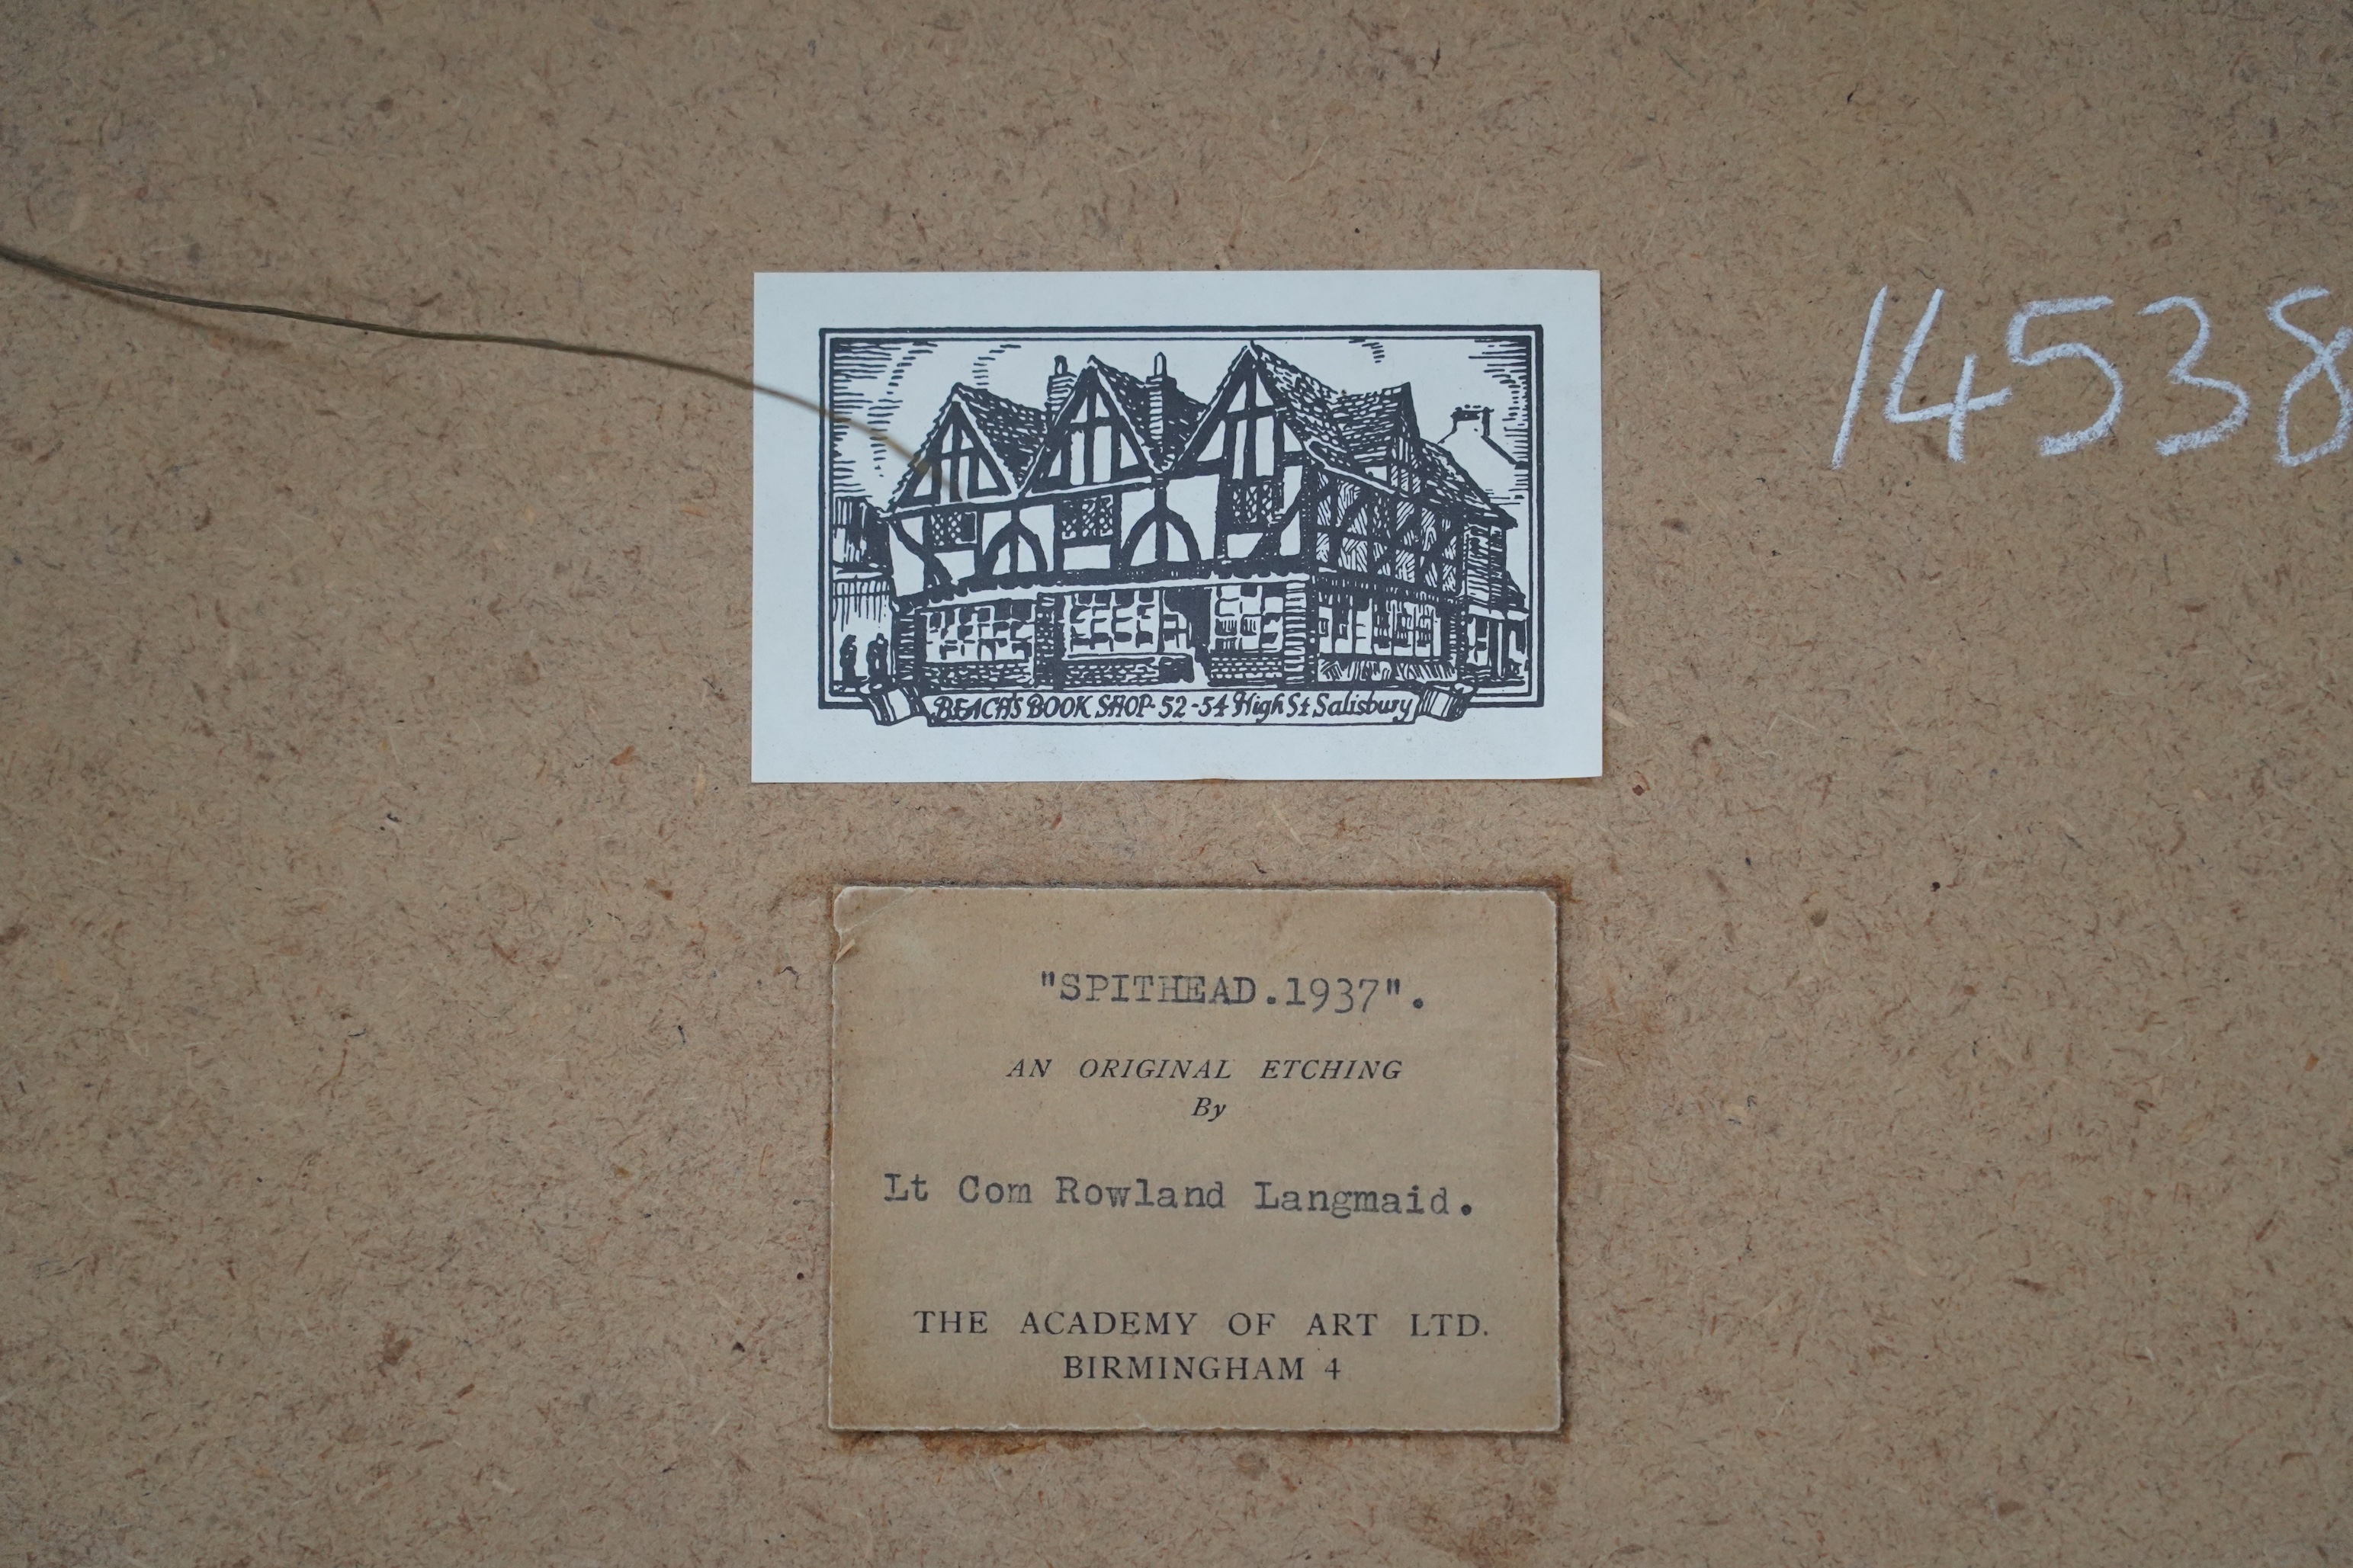 14538
BEACH'S BOOK SHOP - 52-54 High St Salisbury
"SPITHEAD.1937".
AN ORIGINAL ETCHING
By
Lt Com Rowland Langmaid.
THE ACADEMY OF ART LTD.
BIRMINGHAM 4